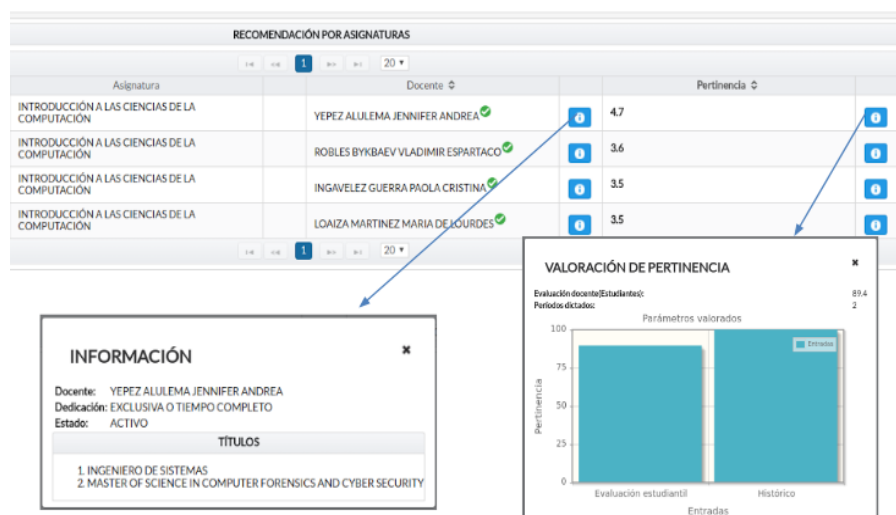 RECOMENDACIÓN POR ASIGNATURAS
1 20
Asignatura Docente Pertinencia
INTRODUCCIÓN A LAS CIENCIAS DE LA
COMPUTACIÓN
YEPEZ ALULEMA JENNIFER ANDREA 4.7
INTRODUCCIÓN A LAS CIENCIAS DE LA
COMPUTACIÓN
ROBLES BYKBAEV VLADIMIR ESPARTACO 3.6
INTRODUCCIÓN A LAS CIENCIAS DE LA
COMPUTACIÓN
INGAVELEZ GUERRA PAOLA CRISTINA 3.5
INTRODUCCIÓN A LAS CIENCIAS DE LA
COMPUTACIÓN
LOAIZA MARTINEZ MARIA DE LOURDES 3.5
1 20
INFORMACIÓN
Docente: YEPEZ ALULEMA JENNIFER ANDREA
Dedicación: EXCLUSIVA O TIEMPO COMPLETO
Estado: ACTIVO
TÍTULOS
1. INGENIERO DE SISTEMAS
2. MASTER OF SCIENCE IN COMPUTER FORENSICS AND CYBER SECURITY
VALORACIÓN DE PERTINENCIA
Evaluación docente(Estudiantes): 89.4
Períodos dictados: 2
Parámetros valorados
100
75
50
25
0
Pertinencia
Entradas
Evaluación estudiantil Histórico
Entradas